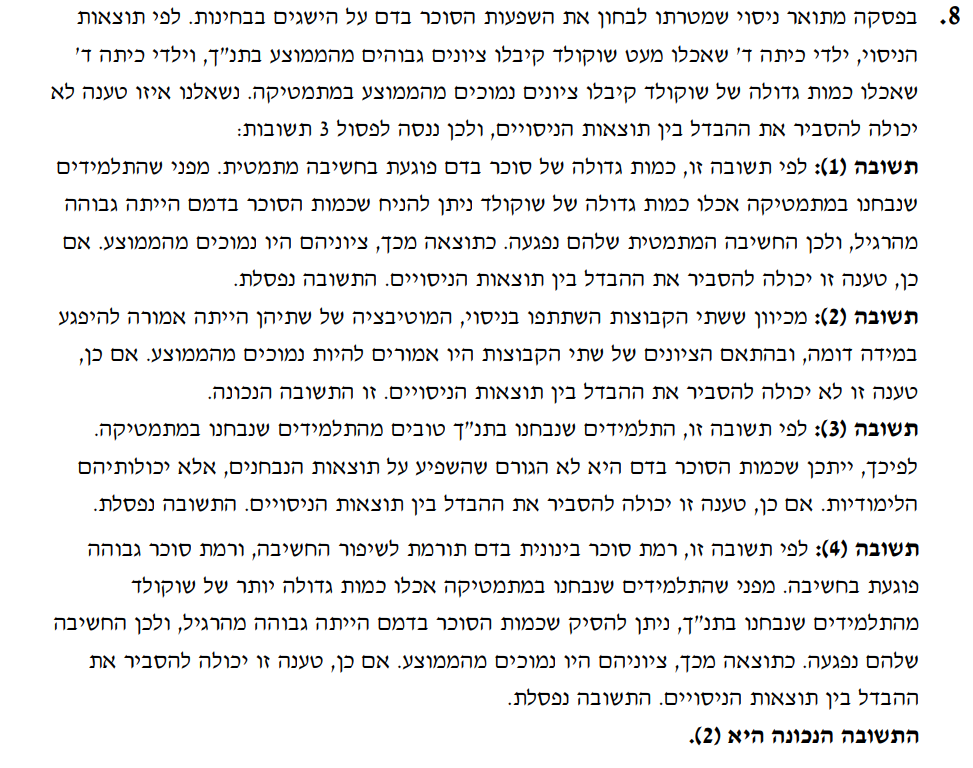 8. בפסקה מתואר ניסוי שמטרתו לבחון את השפעות הסוכר בדם על הישגים בבחינות. לפי תוצאות
הניסוי, ילדי כיתה ד' שאכלו מעט שוקולד קיבלו ציונים גבוהים מהממוצע בתנ"ך, וילדי כיתה ד'
שאכלו כמות גדולה של שוקולד קיבלו ציונים נמוכים מהממוצע במתמטיקה. נשאלנו איזו טענה לא
יכולה להסביר את ההבדל בין תוצאות הניסויים, ולכן ננסה לפסול 3 תשובות:
תשובה (1): לפי תשובה זו, כמות גדולה של סוכר בדם פוגעת בחשיבה מתמטית. מפני שהתלמידים
שנבחנו במתמטיקה אכלו כמות גדולה של שוקולד ניתן להניח שכמות הסוכר בדמם הייתה גבוהה
מהרגיל, ולכן החשיבה המתמטית שלהם נפגעה. כתוצאה מכך, ציוניהם היו נמוכים מהממוצע. אם
כן, טענה זו יכולה להסביר את ההבדל בין תוצאות הניסויים. התשובה נפסלת.
תשובה (2): מכיוון ששתי הקבוצות השתתפו בניסוי, המוטיבציה של שתיהן הייתה אמורה להיפגע
במידה דומה, ובהתאם הציונים של שתי הקבוצות היו אמורים להיות נמוכים מהממוצע. אם כן,
טענה זו לא יכולה להסביר את ההבדל בין תוצאות הניסויים. זו התשובה הנכונה.
תשובה (3): לפי תשובה זו, התלמידים שנבחנו בתנ"ך טובים מהתלמידים שנבחנו במתמטיקה.
לפיכך, ייתכן שכמות הסוכר בדם היא לא הגורם שהשפיע על תוצאות הנבחנים, אלא יכולותיהם
הלימודיות. אם כן, טענה זו יכולה להסביר את ההבדל בין תוצאות הניסויים. התשובה נפסלת.
תשובה (4): לפי תשובה זו, רמת סוכר בינונית בדם תורמת לשיפור החשיבה, ורמת סוכר גבוהה
פוגעת בחשיבה. מפני שהתלמידים שנבחנו במתמטיקה אכלו כמות גדולה יותר של שוקולד
מהתלמידים שנבחנו בתנ"ך, ניתן להסיק שכמות הסוכר בדמם הייתה גבוהה מהרגיל, ולכן החשיבה
שלהם נפגעה. כתוצאה מכך, ציוניהם היו נמוכים מהממוצע. אם כן, טענה זו יכולה להסביר את
ההבדל בין תוצאות הניסויים. התשובה נפסלת.
התשובה הנכונה היא (2).